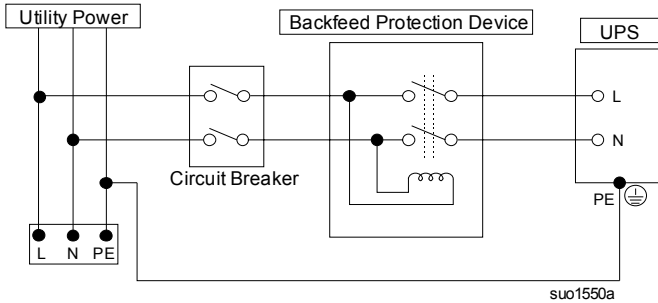 Utility Power
Backfeed Protection Device
UPS
L
N
Circuit Breaker
PE
L N PE
suo1550a